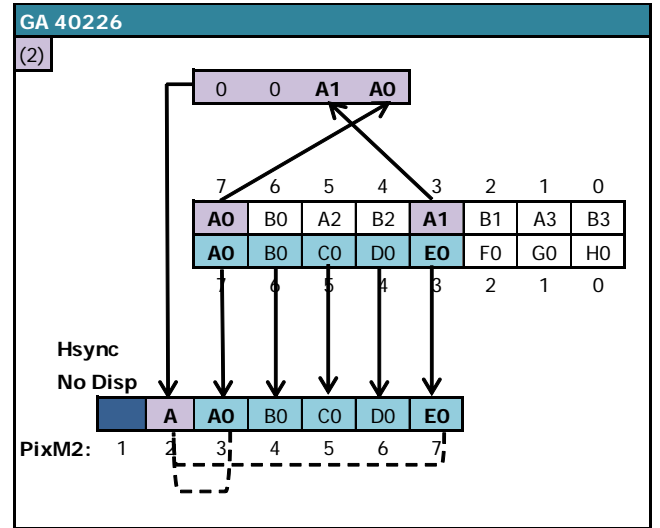 GA 40226
(2)
0 0 A1 A0
7 6 5 4 3 2 1 0
A0 B0 A2 B2 A1 B1 A3 B3
A0 B0 C0 D0 E0 F0 G0 H0
7 6 5 4 3 2 1 0
Hsync
No Disp
A A0 B0 C0 D0 E0
PixM2: 1 2 3 4 5 6 7